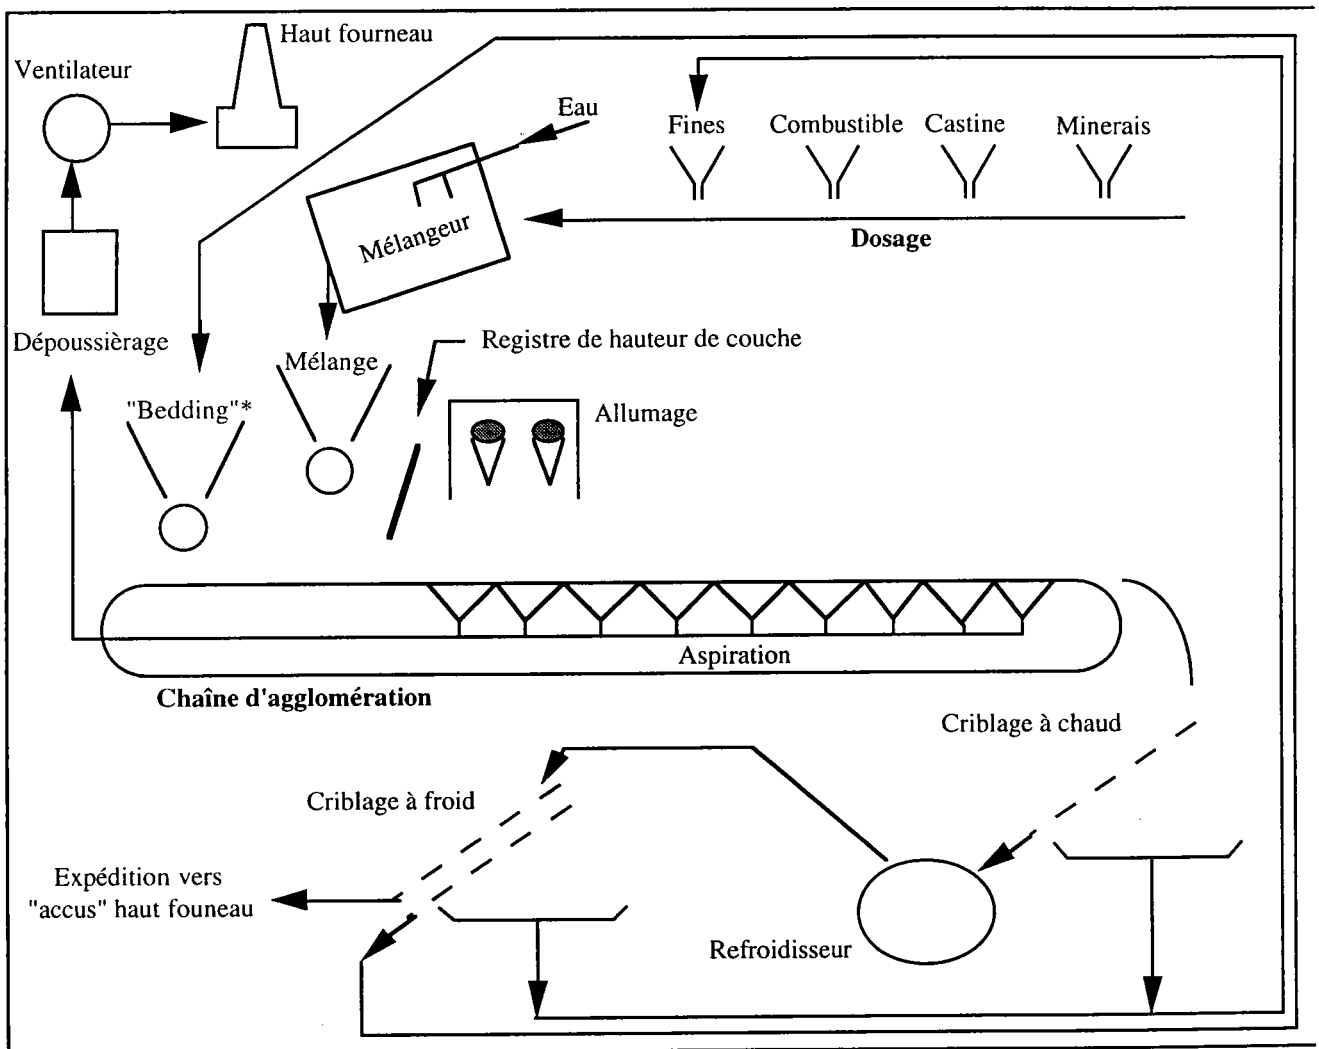 Haut fourneau
Ventilateur
Eau
Fines
Combustible
Castine
Minerais
Mélangeur
Dosage
Dépoussièrage
Registre de hauteur de couche
Mélange
"Bedding"*
Allumage
Aspiration
Chaîne d'agglomération
Criblage à chaud
Criblage à froid
Expédition vers
"accus" haut founeau
Refroidisseur